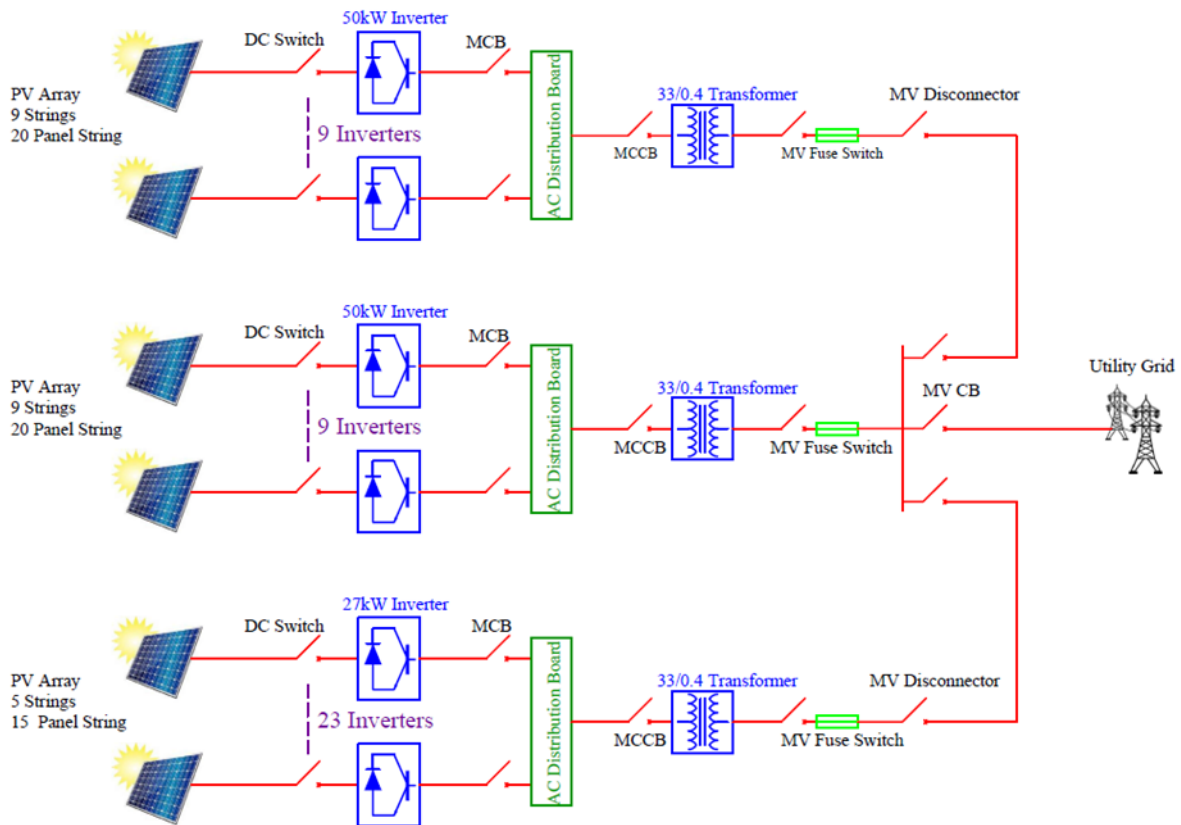 50kW Inverter
DC Switch
MCB
PV Array
9 Strings
20 Panel String
9 Inverters
AC Distribution Board
MCCB
33/0.4 Transformer
MV Fuse Switch
MV Disconnector
50kW Inverter
DC Switch
MCB
PV Array
9 Strings
20 Panel String
9 Inverters
AC Distribution Board
MCCB
33/0.4 Transformer
MV Fuse Switch
MV CB
Utility Grid
27kW Inverter
DC Switch
MCB
PV Array
5 Strings
15 Panel String
23 Inverters
AC Distribution Board
MCCB
33/0.4 Transformer
MV Fuse Switch
MV Disconnector